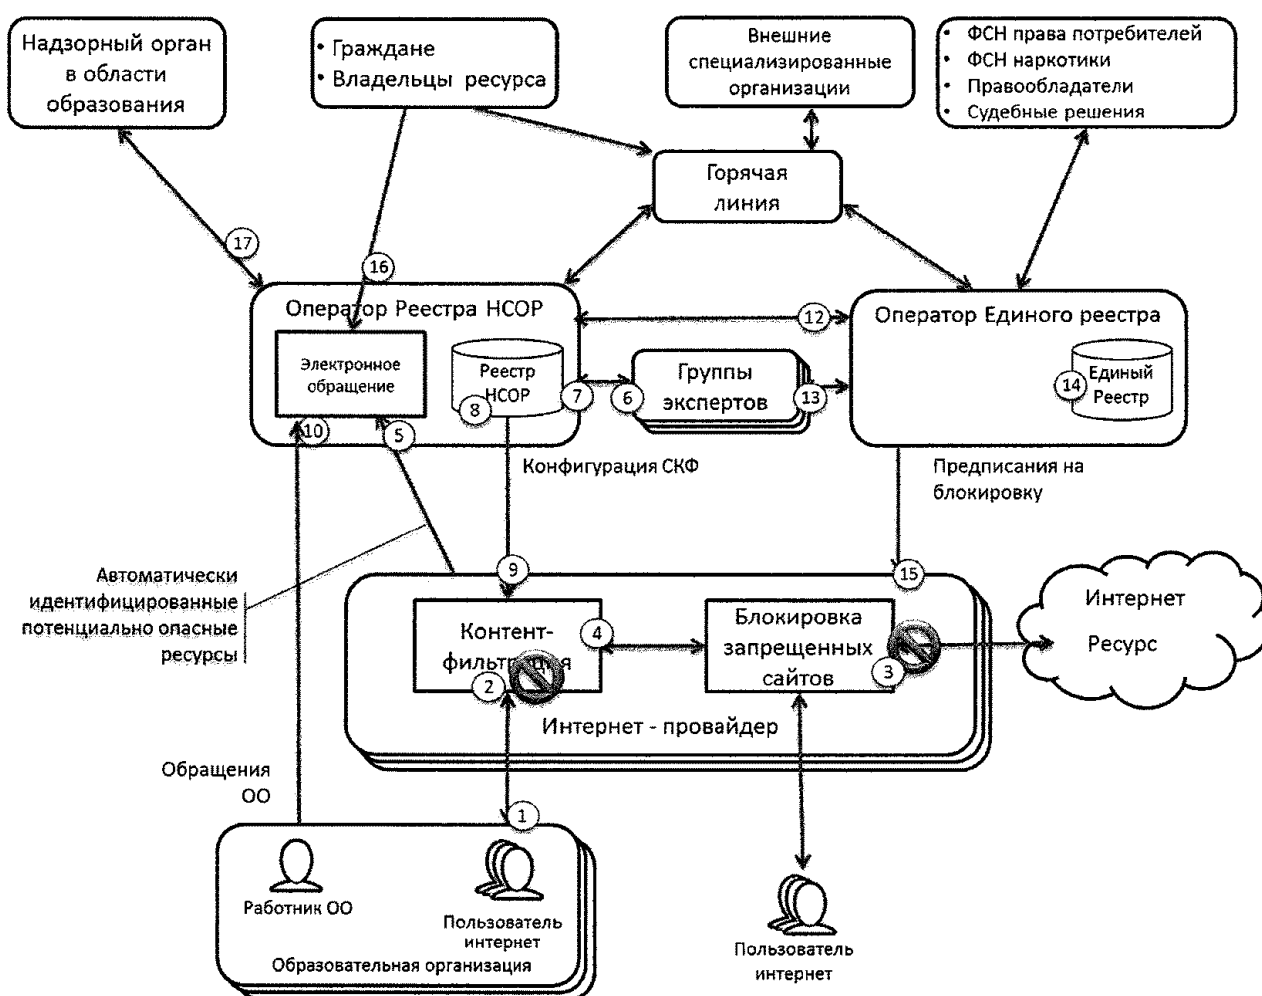 Надзорный орган
в области
образования
• Граждане
• Владельцы ресурса
Внешние
специализированные
организации
• ФСН права потребителей
• ФСН наркотики
• Правообладатели
• Судебные решения
Горячая
линия
17
16
Оператор Реестра НСОР
12
Оператор Единого реестра
Электронное
обращение
Реестр
НСОР
8
7
6
Группы
экспертов
13
14
Единый
Реестр
10
5
Конфигурация СКФ
Предписания на
блокировку
Автоматически
идентифицированные
потенциально опасные
ресурсы
9
15
Контент-
фильтрация
2
4
Блокировка
запрещенных
сайтов
3
Интернет
Ресурс
Интернет - провайдер
Обращения
ОО
1
Работник ОО
Пользователь
интернет
Образовательная организация
Пользователь
интернет